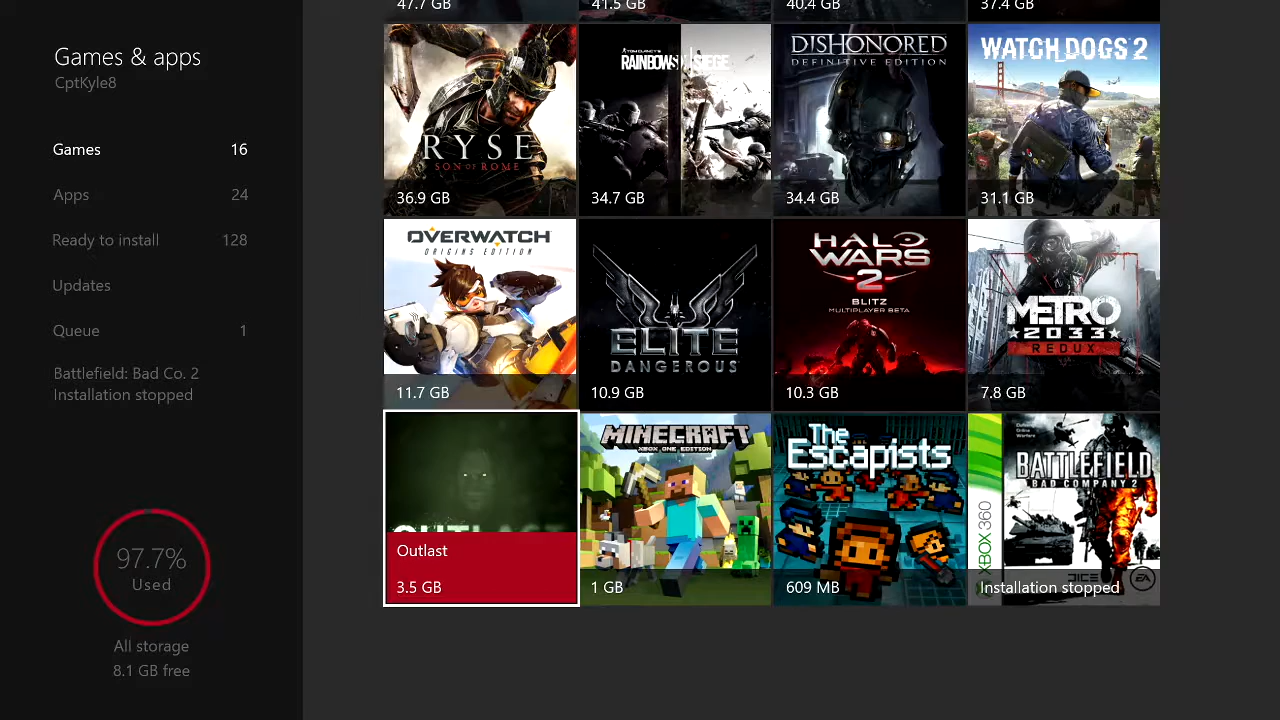 Games & apps
CptKyle8
Games 16
Apps 24
Ready to install 128
Updates
Queue 1
Battlefield: Bad Co. 2
Installation stopped
97.7%
Used
All storage
8.1 GB free
47.7 GB
41.5 GB
40.4 GB
37.4 GB
RYSE
SON OF ROME
36.9 GB
TOM CLANCY'S
RAINBOW SIEGE
34.7 GB
DISHONORED
DEFINITIVE EDITION
34.4 GB
WATCH DOGS 2
31.1 GB
OVERWATCH
ORIGINS EDITION
11.7 GB
ELITE
DANGEROUS
10.9 GB
HALO
WARS
2
BLITZ
MULTIPLAYER BETA
10.3 GB
METRO
2033
REDUX
7.8 GB
OUTLAST
Outlast
3.5 GB
MINECRAFT
XBOX ONE EDITION
1 GB
The
Escapists
609 MB
XBOX 360
BATTLEFIELD
BAD COMPANY 2
DICE
EA
Installation stopped